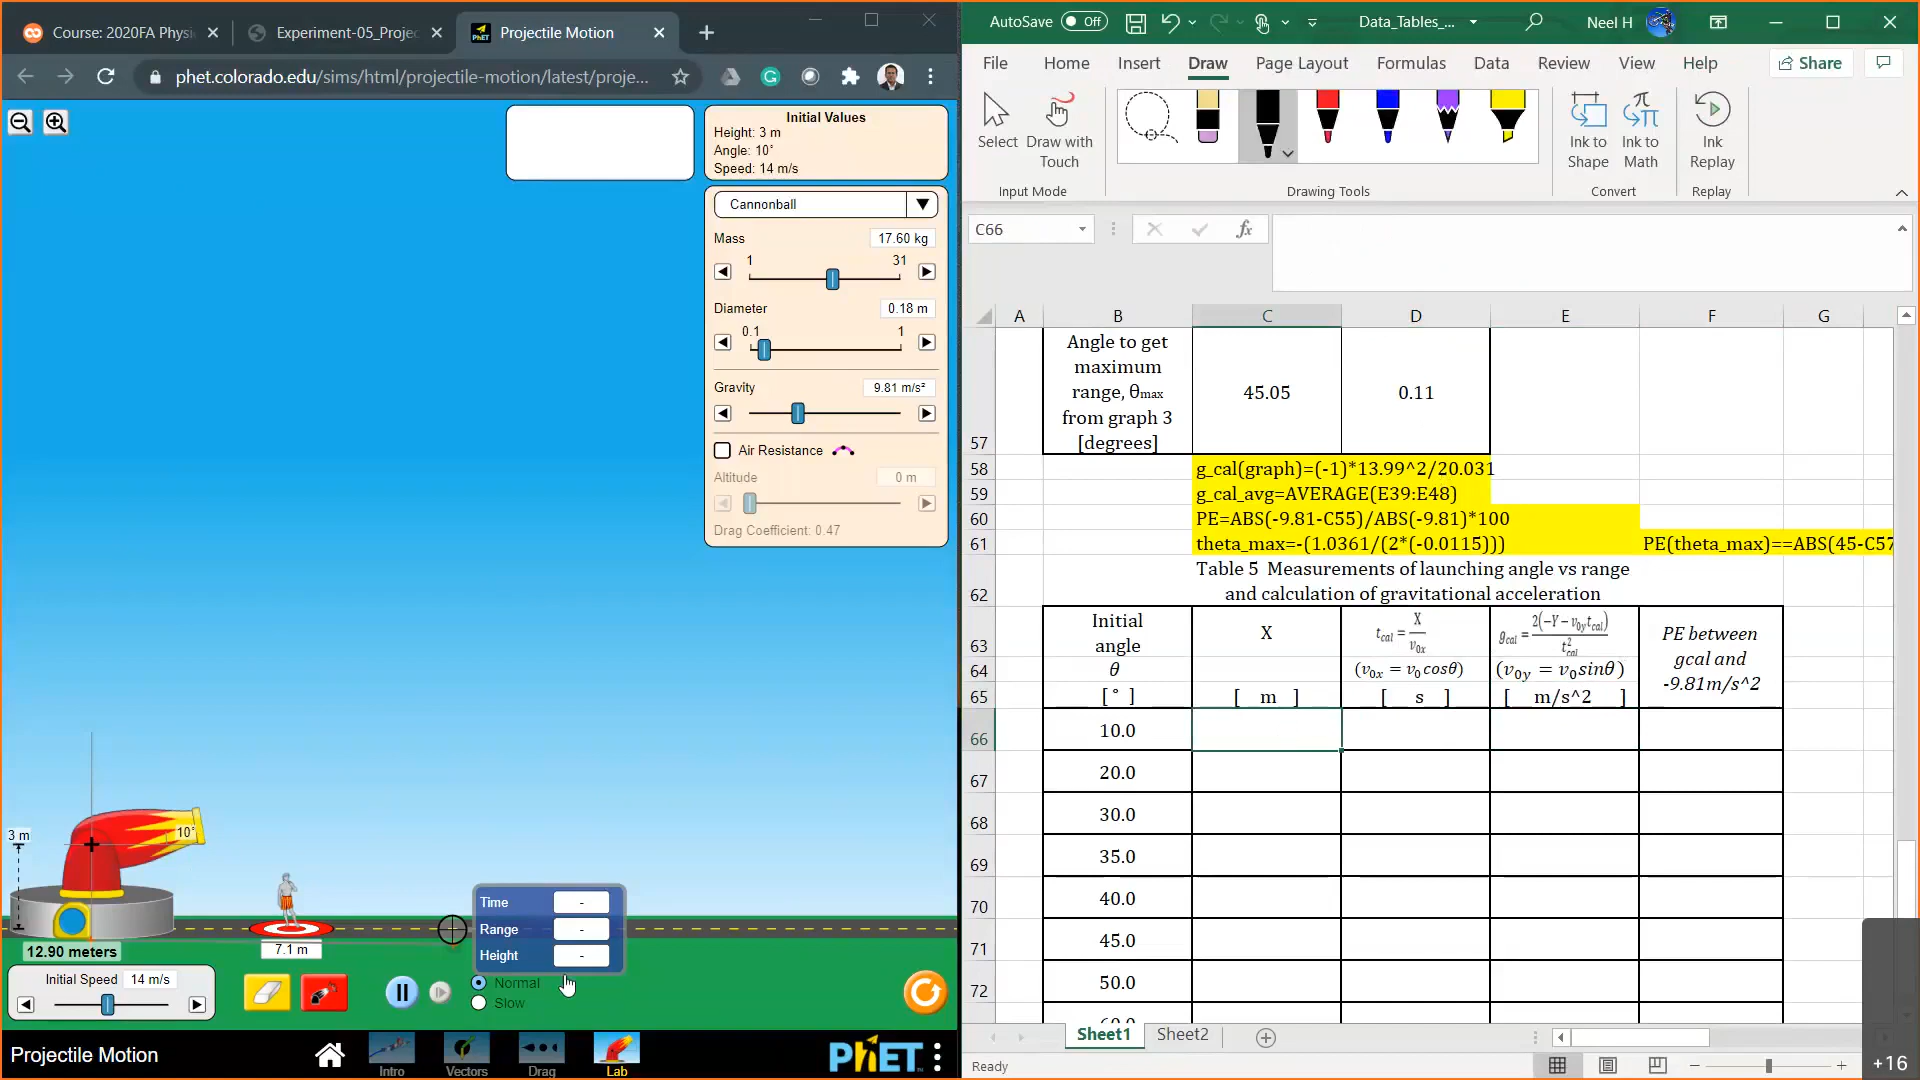 Course: 2020FA Physi
Experiment-05_Projec
Projectile Motion
phet.colorado.edu/sims/html/projectile-motion/latest/proje...
Initial Values
Height: 3 m
Angle: 10°
Speed: 14 m/s
Cannonball
Mass
17.60 kg
1
31
Diameter
0.18 m
0.1
1
Gravity
9.81 m/s²
Air Resistance
Altitude
0 m
Drag Coefficient: 0.47
3 m
10°
12.90 meters
7.1 m
Time -
Range -
Height -
Initial Speed 14 m/s
Normal
Slow
Projectile Motion
Intro
Vectors
Drag
Lab
PhET
AutoSave Off
Data_Tables_...
Neel H
File Home Insert Draw Page Layout Formulas Data Review View Help
Share
Select
Draw with Touch
Ink to Shape
Ink to Math
Ink Replay
Input Mode
Drawing Tools
Convert
Replay
C66
fx
A B C D E F G
57
Angle to get
maximum
range, θmax
from graph 3
[degrees]
45.05
0.11
58 g_cal(graph)=(-1)*13.99^2/20.031
59 g_cal_avg=AVERAGE(E39:E48)
60 PE=ABS(-9.81-C55)/ABS(-9.81)*100
61 theta_max=-(1.0361/(2*(-0.0115))) PE(theta_max)==ABS(45-C57
62
Table 5 Measurements of launching angle vs range
and calculation of gravitational acceleration
63
Initial
angle
X
t_cal = X/v_0x
g_cal = 2(-Y - v_0y t_cal)/t²_cal
PE between
gcal and
-9.81m/s^2
64 θ (v₀ₓ = v₀cosθ) (v_0y = v₀sinθ)
65 [ ° ] [ m ] [ s ] [ m/s^2 ]
66 10.0
67 20.0
68 30.0
69 35.0
70 40.0
71 45.0
72 50.0
60.0
Sheet1 Sheet2
Ready
+16